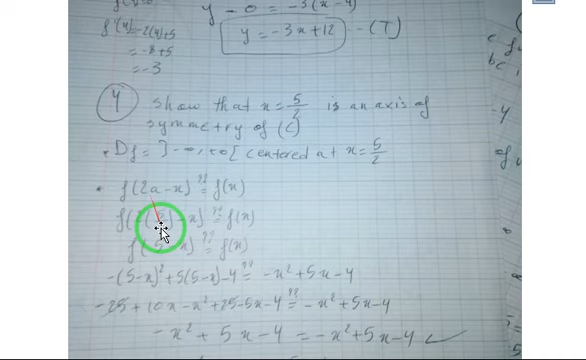 y - 0 = -3(x-4)
f'(4) = -2(4)+5
= -8+5
= -3
y = -3x+12 (T)
4 show that x = 5/2 is an axis of
symmetry of (C)
• Df = ]-∞, +∞[ centered at x = 5/2
• f(2a-x) ≟ f(x)
-x) ≟ f(x)
f(5-x) ≟ f(x)
-(5-x)²+5(5-x)-4 ≟ -x²+5x-4
-25+10x-x²+25-5x-4 ≟ -x²+5x-4
-x²+5x-4 = -x²+5x-4 ✓